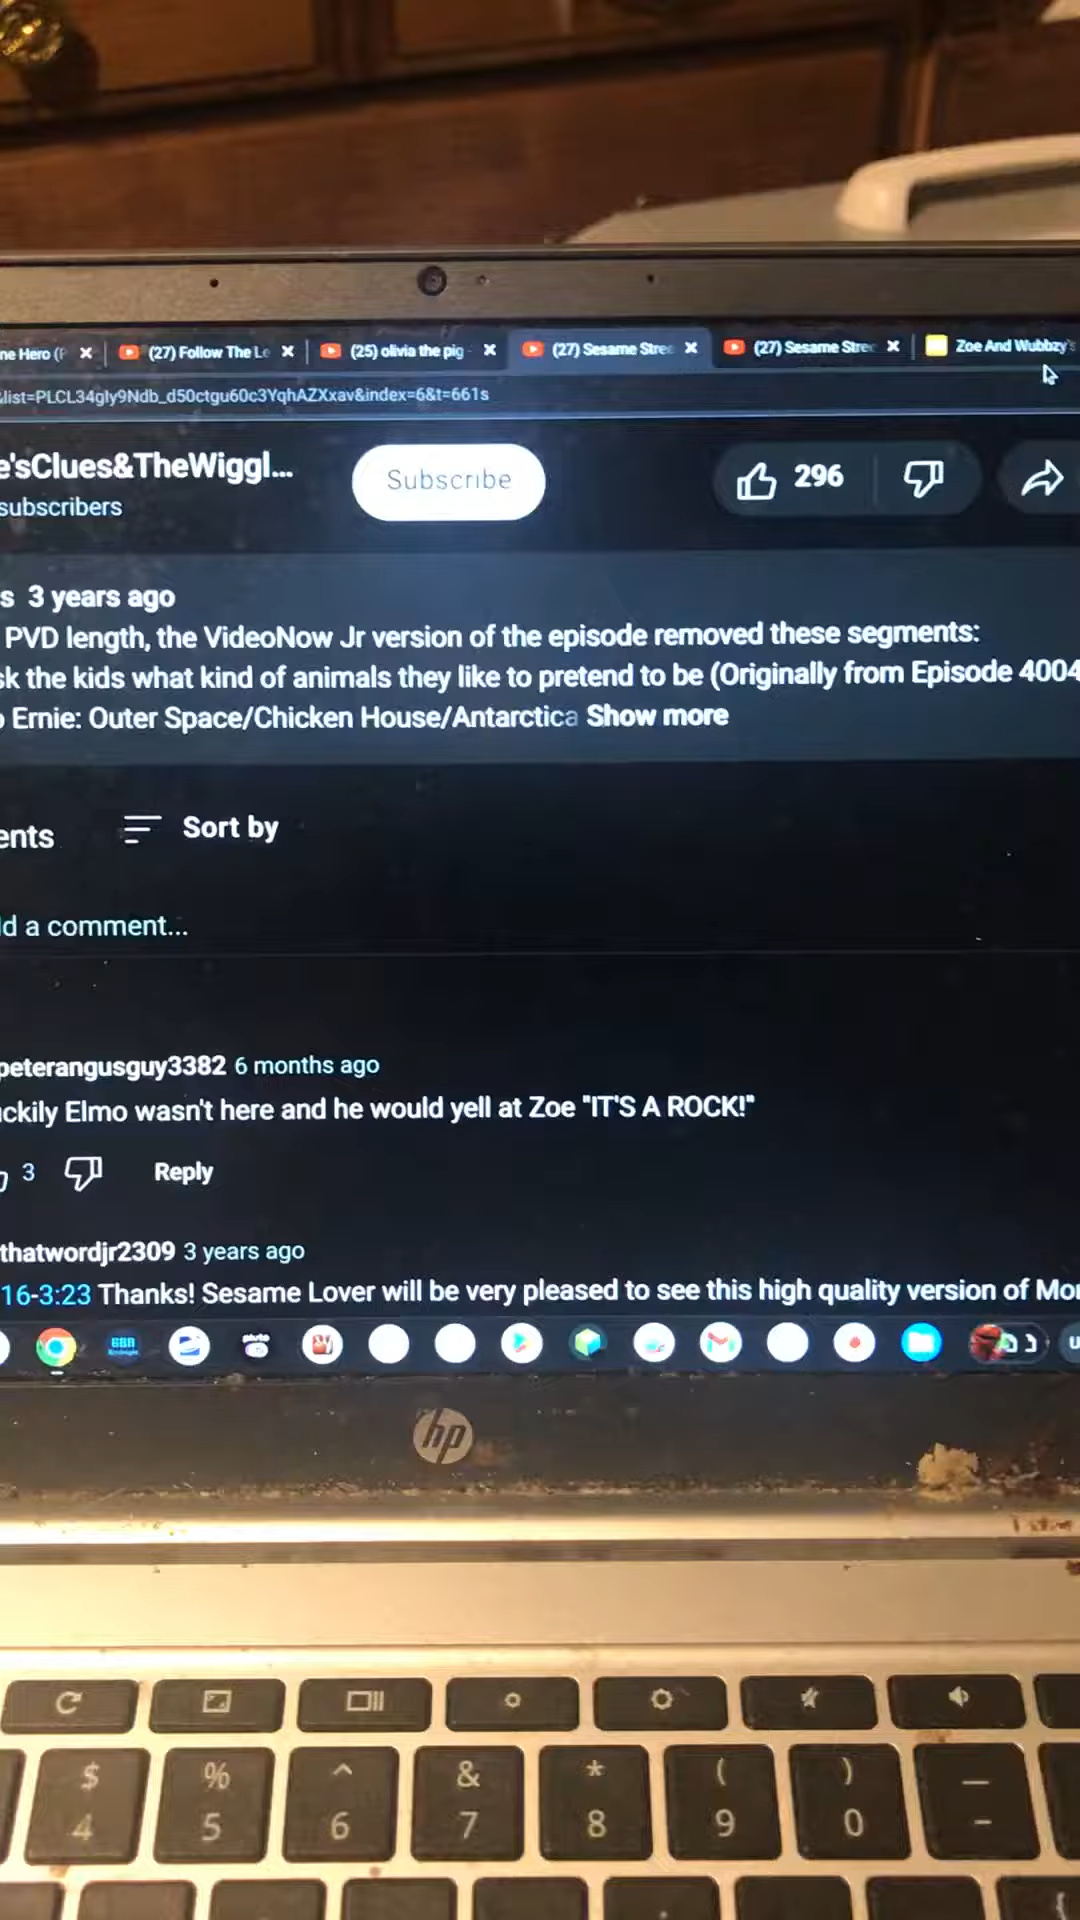 ne Hero (F
(27) Follow The Le
(25) olivia the pig
(27) Sesame Stree
(27) Sesame Stree
Zoe And Wubbzy's
list=PLCL34gly9Ndb_d50ctgu60c3YqhAZXxav&index=6&t=661s
e'sClues&TheWiggl...
Subscribe
296
subscribers
s 3 years ago
PVD length, the VideoNow Jr version of the episode removed these segments:
sk the kids what kind of animals they like to pretend to be (Originally from Episode 4004
o Ernie: Outer Space/Chicken House/Antarctica Show more
ents
Sort by
d a comment...
peterangusguy3382 6 months ago
ckily Elmo wasn't here and he would yell at Zoe "IT'S A ROCK!"
3
Reply
thatwordjr2309 3 years ago
16-3:23 Thanks! Sesame Lover will be very pleased to see this high quality version of Mor
pluto
hp
$ % ^ & * ( ) —
4 5 6 7 8 9 0 -
{